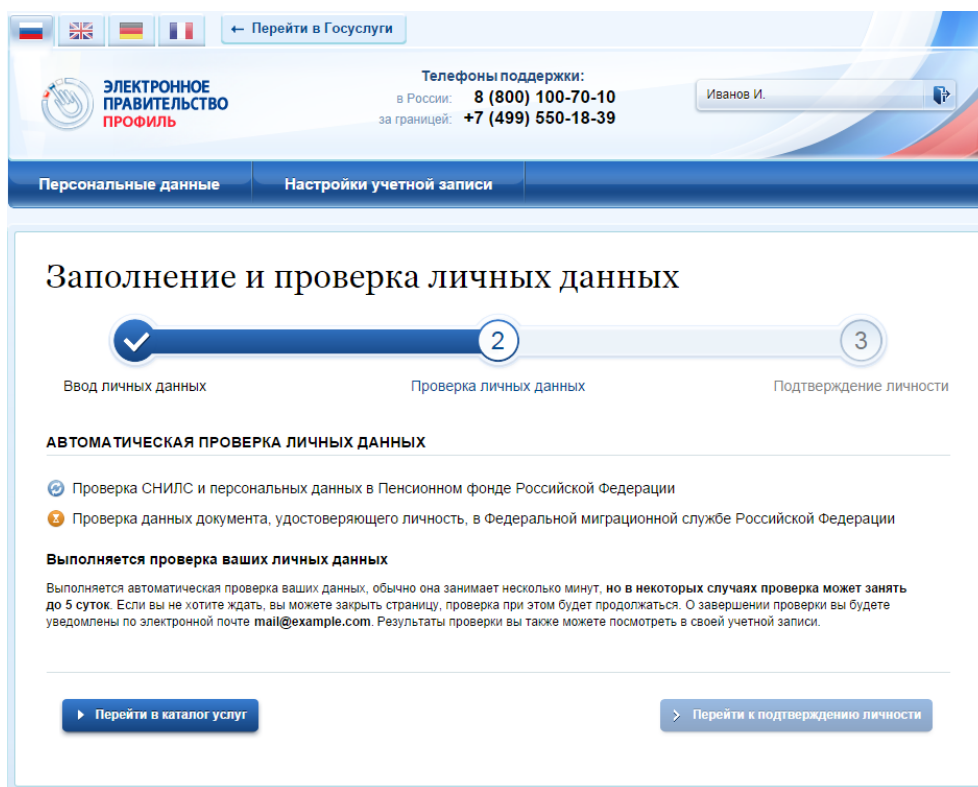 ← Перейти в Госуслуги
ЭЛЕКТРОННОЕ
ПРАВИТЕЛЬСТВО
ПРОФИЛЬ
Телефоны поддержки:
в России: 8 (800) 100-70-10
за границей: +7 (499) 550-18-39
Иванов И.
Персональные данные Настройки учетной записи
Заполнение и проверка личных данных
2 3
Ввод личных данных Проверка личных данных Подтверждение личности
АВТОМАТИЧЕСКАЯ ПРОВЕРКА ЛИЧНЫХ ДАННЫХ
Проверка СНИЛС и персональных данных в Пенсионном фонде Российской Федерации
Проверка данных документа, удостоверяющего личность, в Федеральной миграционной службе Российской Федерации
Выполняется проверка ваших личных данных
Выполняется автоматическая проверка ваших данных, обычно она занимает несколько минут, но в некоторых случаях проверка может занять
до 5 суток. Если вы не хотите ждать, вы можете закрыть страницу, проверка при этом будет продолжаться. О завершении проверки вы будете
уведомлены по электронной почте mail@example.com. Результаты проверки вы также можете посмотреть в своей учетной записи.
Перейти в каталог услуг Перейти к подтверждению личности